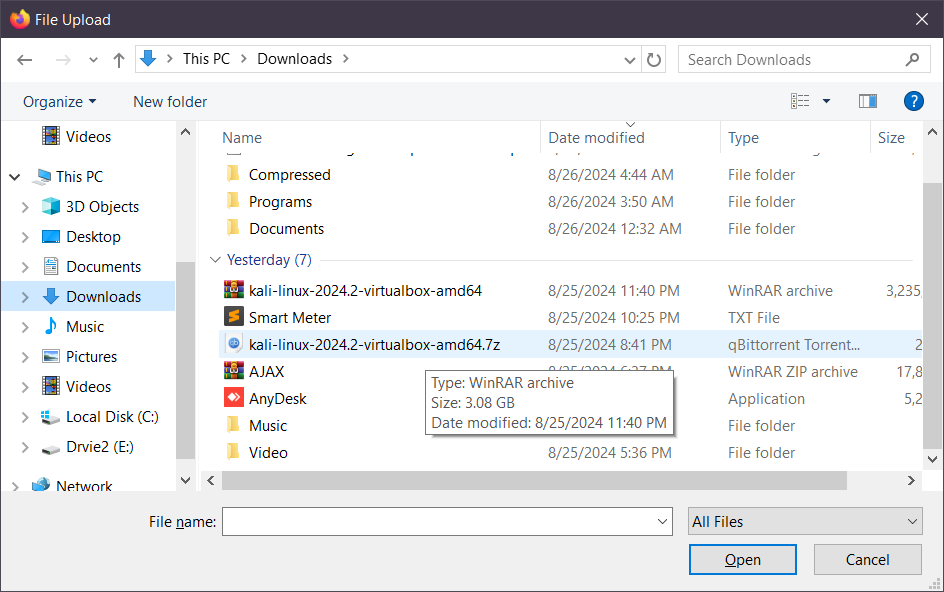 File Upload
This PC > Downloads >
Search Downloads
Organize
New folder
?
Name
Date modified
Type
Size
Videos
This PC
3D Objects
Desktop
Documents
Downloads
Music
Pictures
Videos
Local Disk (C:)
Drvie2 (E:)
Network
Compressed 8/26/2024 4:44 AM File folder
Programs 8/26/2024 3:50 AM File folder
Documents 8/26/2024 12:32 AM File folder
Yesterday (7)
kali-linux-2024.2-virtualbox-amd64 8/25/2024 11:40 PM WinRAR archive 3,235,
Smart Meter 8/25/2024 10:25 PM TXT File
kali-linux-2024.2-virtualbox-amd64.7z 8/25/2024 8:41 PM qBittorrent Torrent... 2
AJAX WinRAR ZIP archive 17,8
AnyDesk Application 5,2
Music File folder
Video 8/25/2024 5:36 PM File folder
Type: WinRAR archive
Size: 3.08 GB
Date modified: 8/25/2024 11:40 PM
File name:
All Files
Open
Cancel